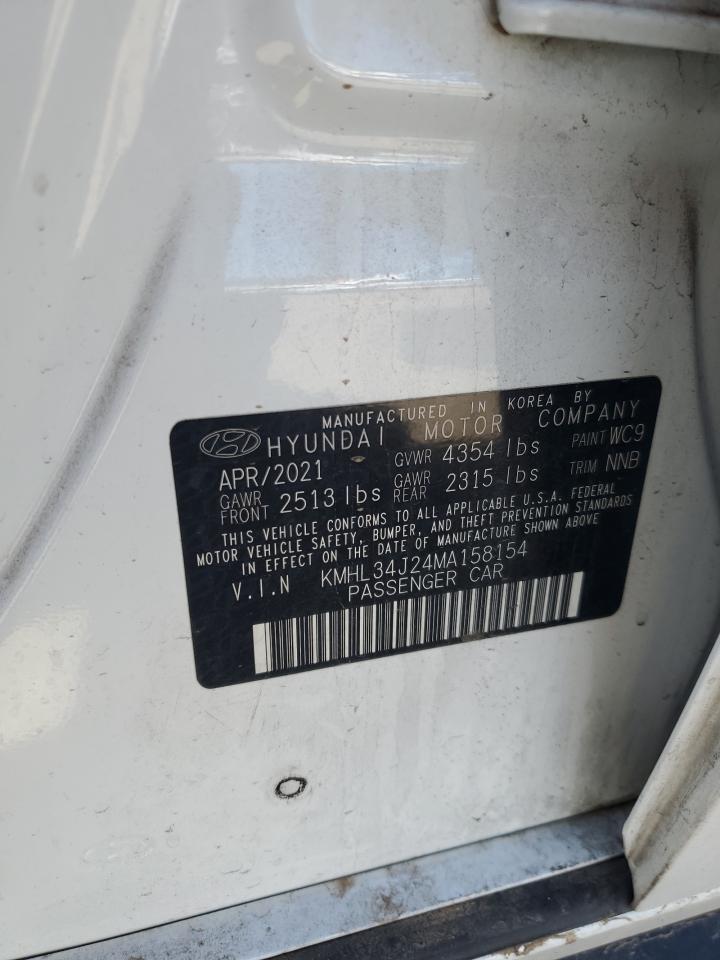 MANUFACTURED IN KOREA BY
HYUNDAI MOTOR COMPANY
APR/2021 GVWR 4354 lbs PAINT WC9
GAWR FRONT 2513 lbs GAWR REAR 2315 lbs TRIM NNB
THIS VEHICLE CONFORMS TO ALL APPLICABLE U.S.A. FEDERAL
MOTOR VEHICLE SAFETY, BUMPER, AND THEFT PREVENTION STANDARDS
IN EFFECT ON THE DATE OF MANUFACTURE SHOWN ABOVE
V.I.N KMHL34J24MA158154
PASSENGER CAR